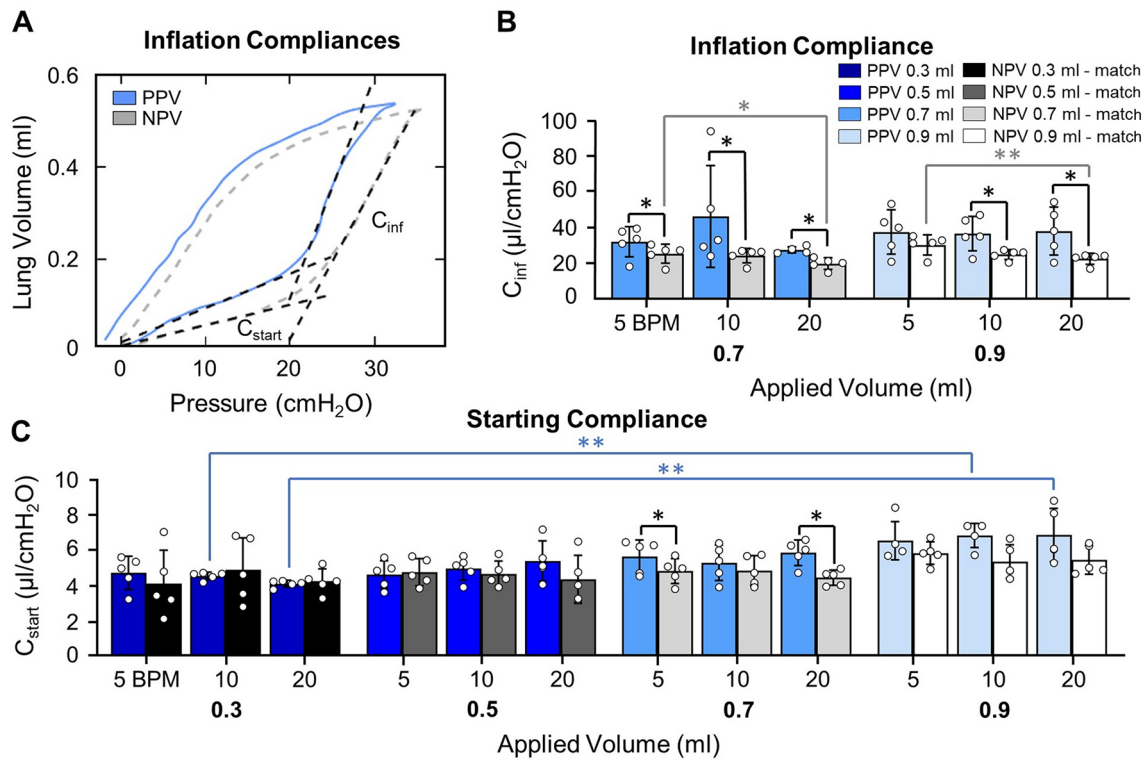 A
Inflation Compliances
0.6
0.4
0.2
0
Lung Volume (ml)
PPV
NPV
C_inf
C_start
0 10 20 30
Pressure (cmH₂O)
B
Inflation Compliance
PPV 0.3 ml NPV 0.3 ml - match
PPV 0.5 ml NPV 0.5 ml - match
PPV 0.7 ml NPV 0.7 ml - match
PPV 0.9 ml NPV 0.9 ml - match
100
80
60
40
20
0
C_inf (µl/cmH₂O)
* * * * ** * *
5 BPM 10 20 5 10 20
0.7 0.9
Applied Volume (ml)
C
Starting Compliance
**
**
10
8
6
4
2
0
C_start (µl/cmH₂O)
* *
5 BPM 10 20 5 10 20 5 10 20 5 10 20
0.3 0.5 0.7 0.9
Applied Volume (ml)